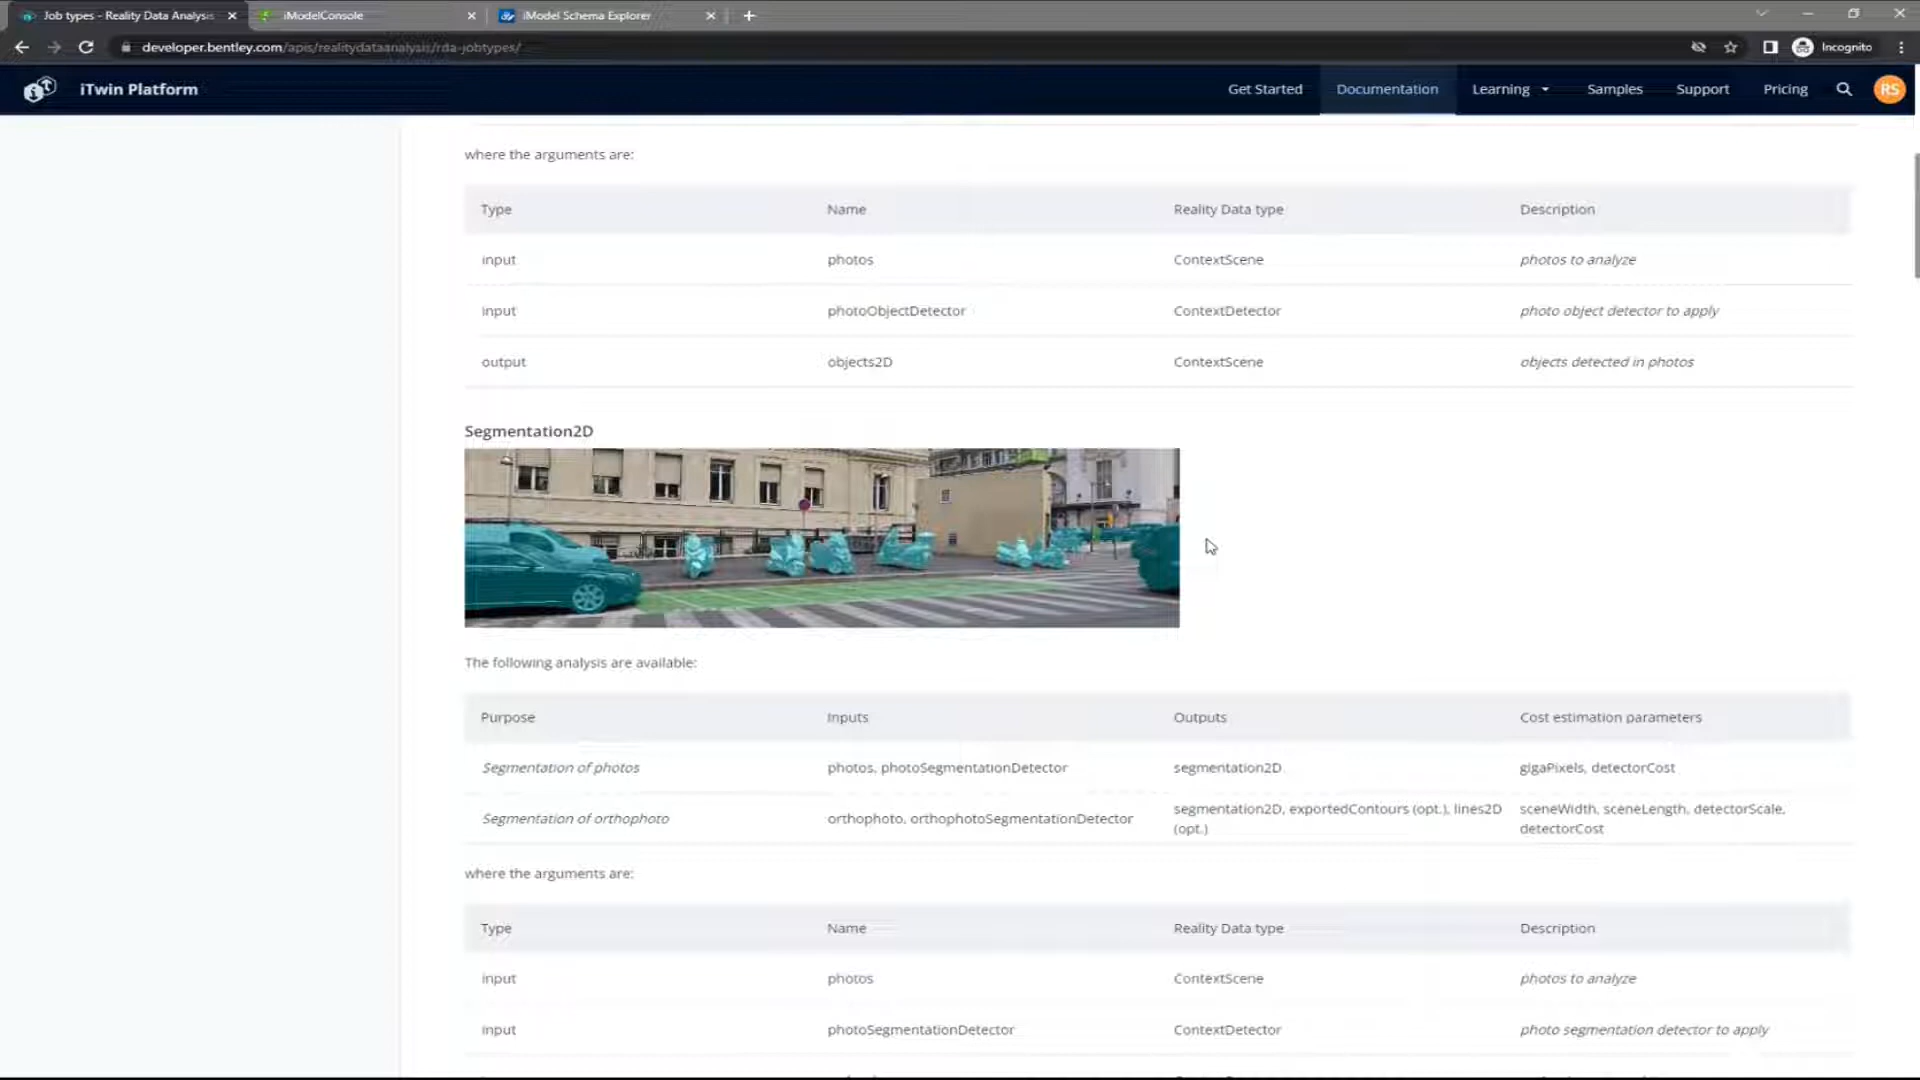 Job types - Reality Data Analysis
iModelConsole
iModel Schema Explorer
developer.bentley.com/apis/realitydataanalysis/rda-jobtypes/
Incognito
iTwin Platform
Get Started
Documentation
Learning
Samples
Support
Pricing
RS
where the arguments are:
Type Name Reality Data type Description
input photos ContextScene photos to analyze
input photoObjectDetector ContextDetector photo object detector to apply
output objects2D ContextScene objects detected in photos
Segmentation2D
The following analysis are available:
Purpose Inputs Outputs Cost estimation parameters
Segmentation of photos photos, photoSegmentationDetector segmentation2D gigaPixels, detectorCost
Segmentation of orthophoto orthophoto, orthophotoSegmentationDetector segmentation2D, exportedContours (opt.), lines2D (opt.) sceneWidth, sceneLength, detectorScale, detectorCost
where the arguments are:
Type Name Reality Data type Description
input photos ContextScene photos to analyze
input photoSegmentationDetector ContextDetector photo segmentation detector to apply